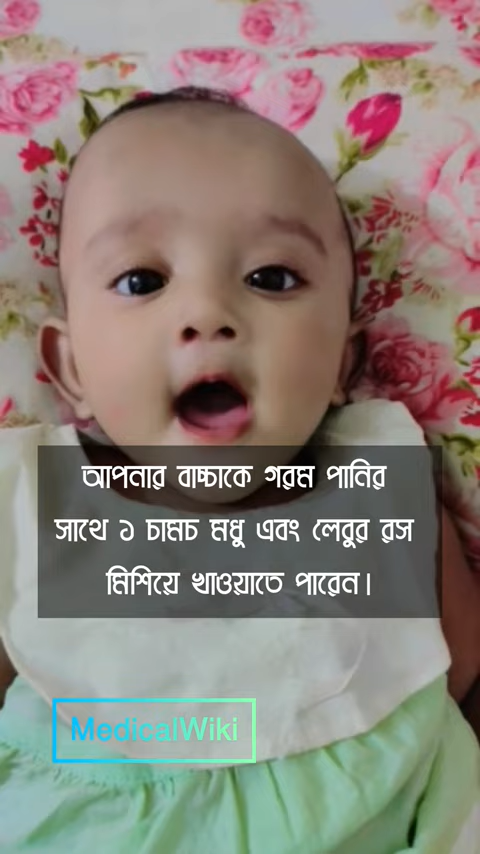 আপনার বাচ্চাকে গরম পানির
সাথে ১ চামচ মধু এবং লেবুর রস
মিশিয়ে খাওয়াতে পারেন।
MedicalWiki